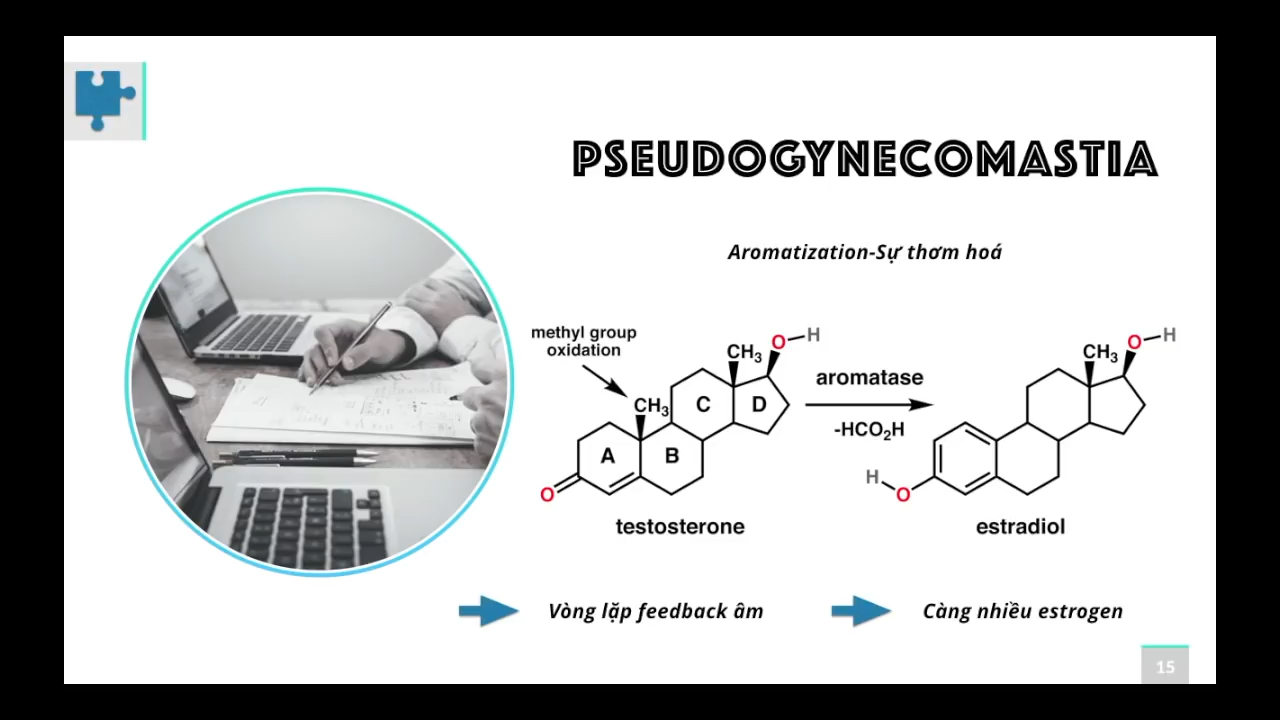 PSEUDOGYNECOMASTIA
Aromatization-Sự thơm hoá
methyl group
oxidation
CH3
O-H
CH3
A
B
C
D
O
testosterone
aromatase
-HCO2H
CH3
O-H
H
O
estradiol
Vòng lặp feedback âm
Càng nhiều estrogen
15